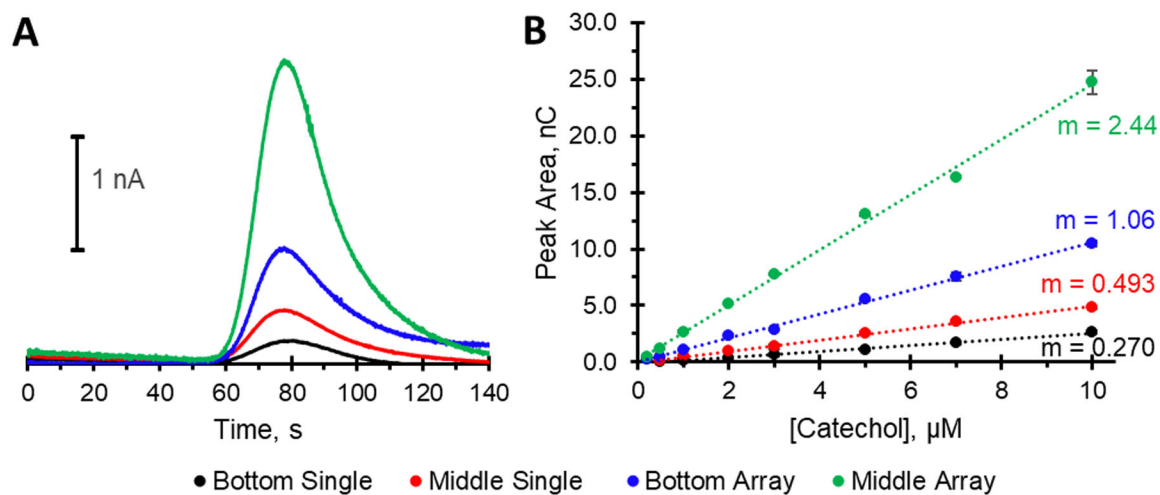 A
1 nA
0 20 40 60 80 100 120 140
Time, s
B
Peak Area, nC
30.0
25.0
20.0
15.0
10.0
5.0
0.0
m = 2.44
m = 1.06
m = 0.493
m = 0.270
0 2 4 6 8 10
[Catechol], µM
Bottom Single Middle Single Bottom Array Middle Array